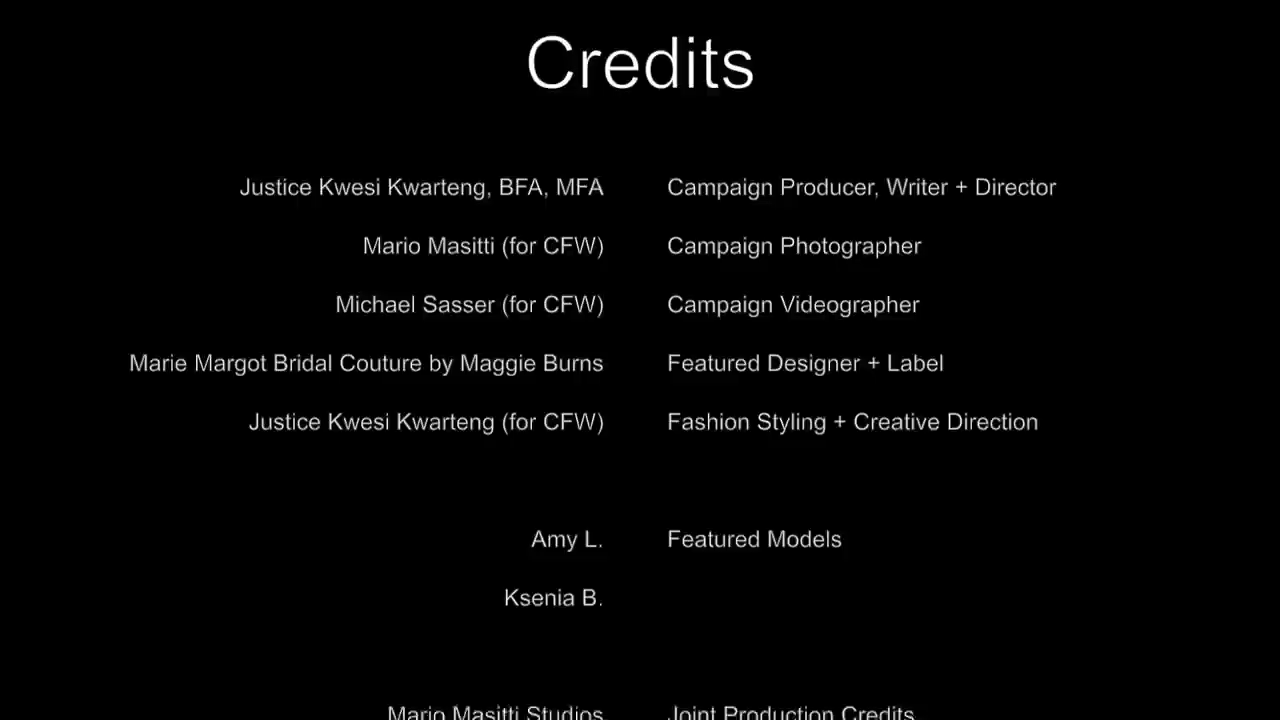 Credits
Justice Kwesi Kwarteng, BFA, MFA Campaign Producer, Writer + Director
Mario Masitti (for CFW) Campaign Photographer
Michael Sasser (for CFW) Campaign Videographer
Marie Margot Bridal Couture by Maggie Burns Featured Designer + Label
Justice Kwesi Kwarteng (for CFW) Fashion Styling + Creative Direction
Amy L. Featured Models
Ksenia B.
Mario Masitti Studios Joint Production Credits